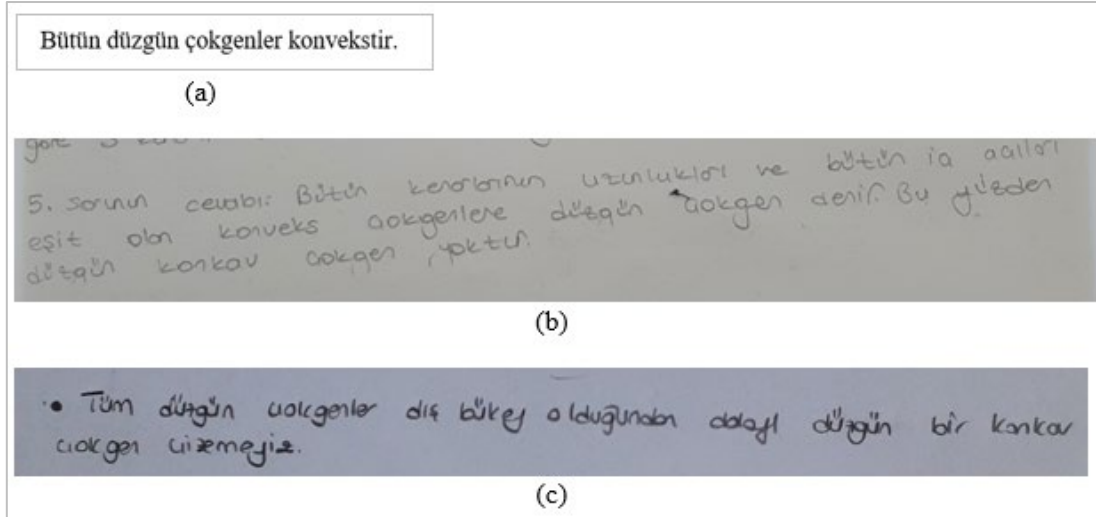 Bütün düzgün çokgenler konvekstir.
(a)
göre
5. sorunun cevabı: Bütün kenarlarının uzunlukları ve bütün iç açıları
eşit olan konveks çokgenlere düzgün çokgen denir. Bu yüzden
düzgün konkav çokgen yoktur.
(b)
• Tüm düzgün çokgenler dış bükey olduğundan dolayı düzgün bir konkav
çokgen çizemeyiz.
(c)